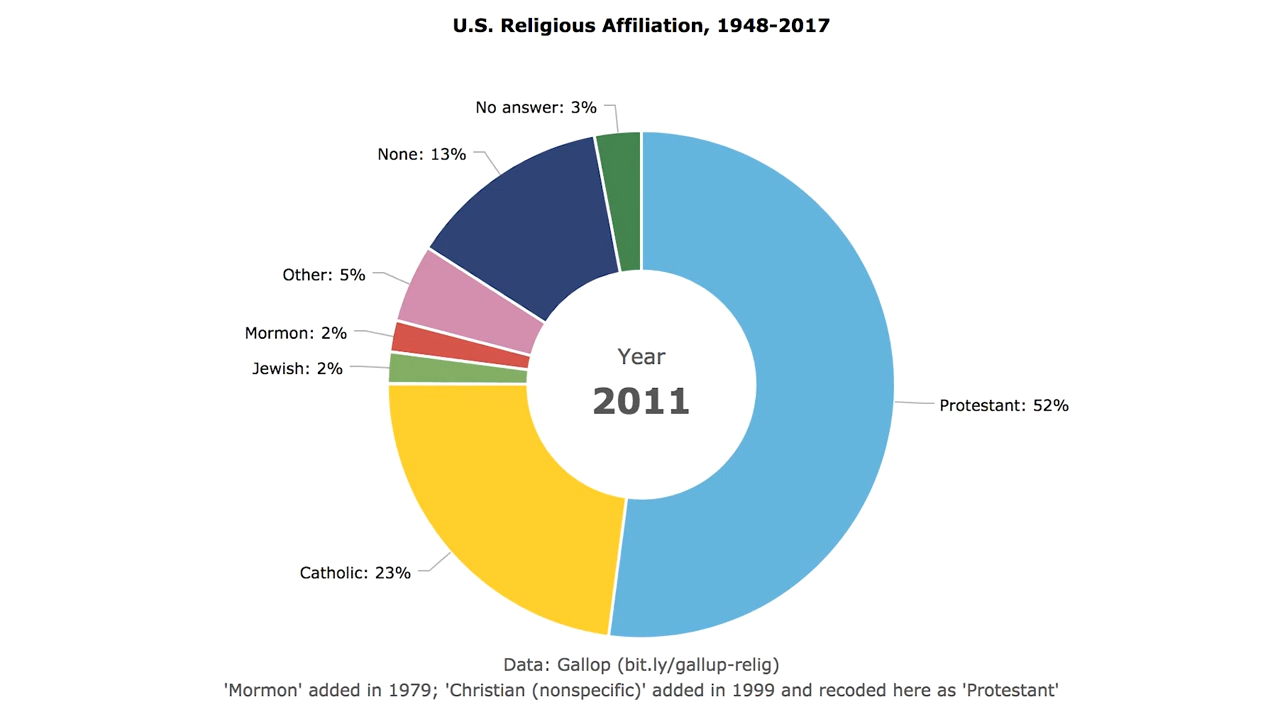 U.S. Religious Affiliation, 1948-2017
No answer: 3%
None: 13%
Other: 5%
Mormon: 2%
Jewish: 2%
Year
2011
Protestant: 52%
Catholic: 23%
Data: Gallop (bit.ly/gallup-relig)
'Mormon' added in 1979; 'Christian (nonspecific)' added in 1999 and recoded here as 'Protestant'